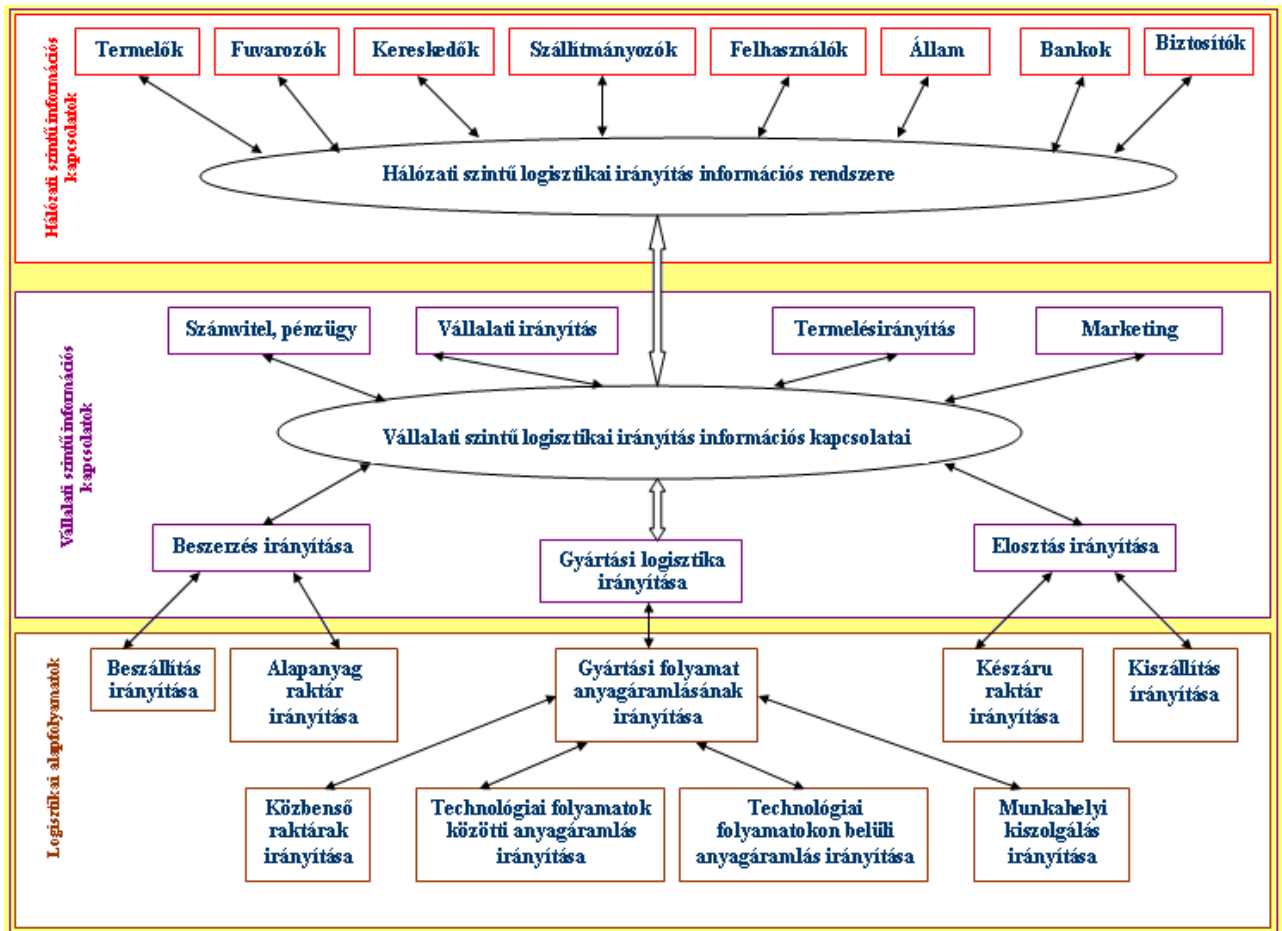 Hálózati szintű információs
kapcsolatok
Termelők
Fuvarozók
Kereskedők
Szállítmányozók
Felhasználók
Állam
Bankok
Biztosítók
Hálózati szintű logisztikai irányítás információs rendszere
Vállalati szintű információs
kapcsolatok
Számvitel, pénzügy
Vállalati irányítás
Termelésirányítás
Marketing
Vállalati szintű logisztikai irányítás információs kapcsolatai
Beszerzés irányítása
Gyártási logisztika
irányítása
Elosztás irányítása
Logisztikai alapfolyamatok
Beszállítás
irányítása
Alapanyag
raktár
irányítása
Gyártási folyamat
anyagáramlásának
irányítása
Készáru
raktár
irányítása
Kiszállítás
irányítása
Közbenső
raktárak
irányítása
Technológiai folyamatok
közötti anyagáramlás
irányítása
Technológiai
folyamatokon belüli
anyagáramlás irányítása
Munkahelyi
kiszolgálás
irányítása